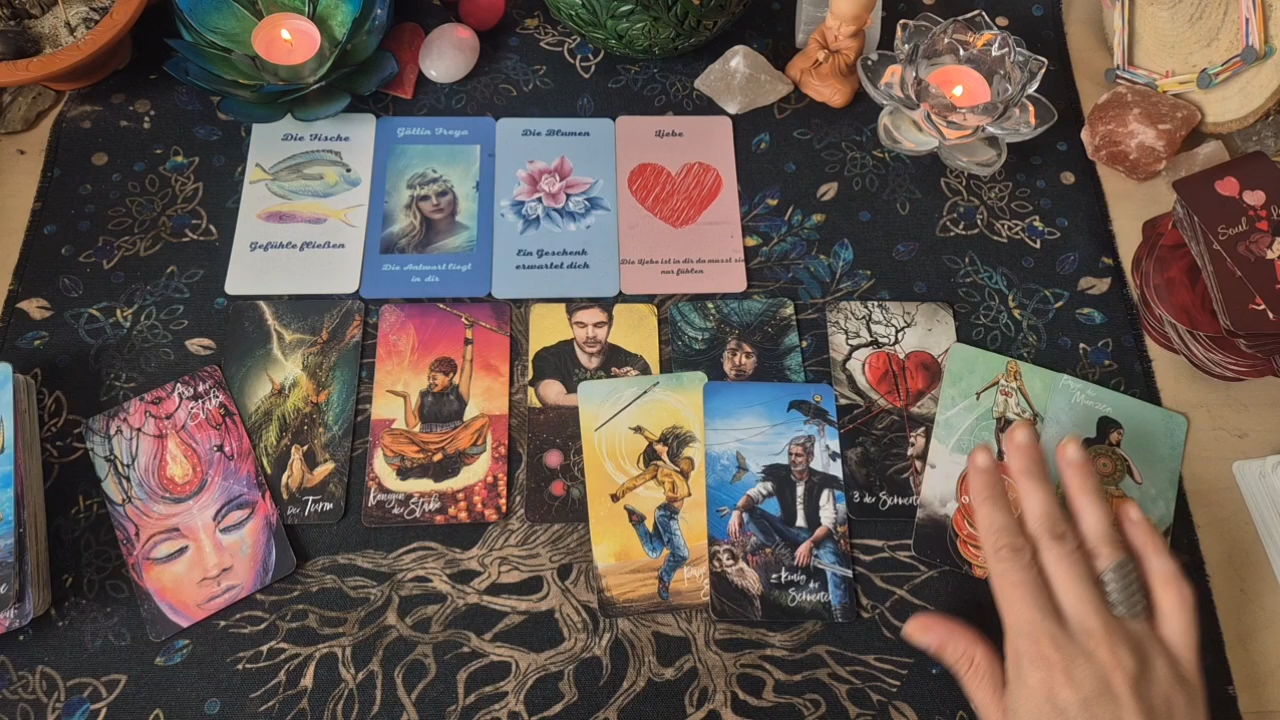 Die Fische
Gefühle fließen
Göttin Freya
Die Antwort liegt
in dir
Die Blumen
Ein Geschenk
erwartet dich
Liebe
Die Liebe ist in dir du musst sie
nur fühlen
Soul
Ass der
Stäbe
Der Turm
Königin
der Stäbe
König
der
Schwerter
3 der Schwerter
Münzen